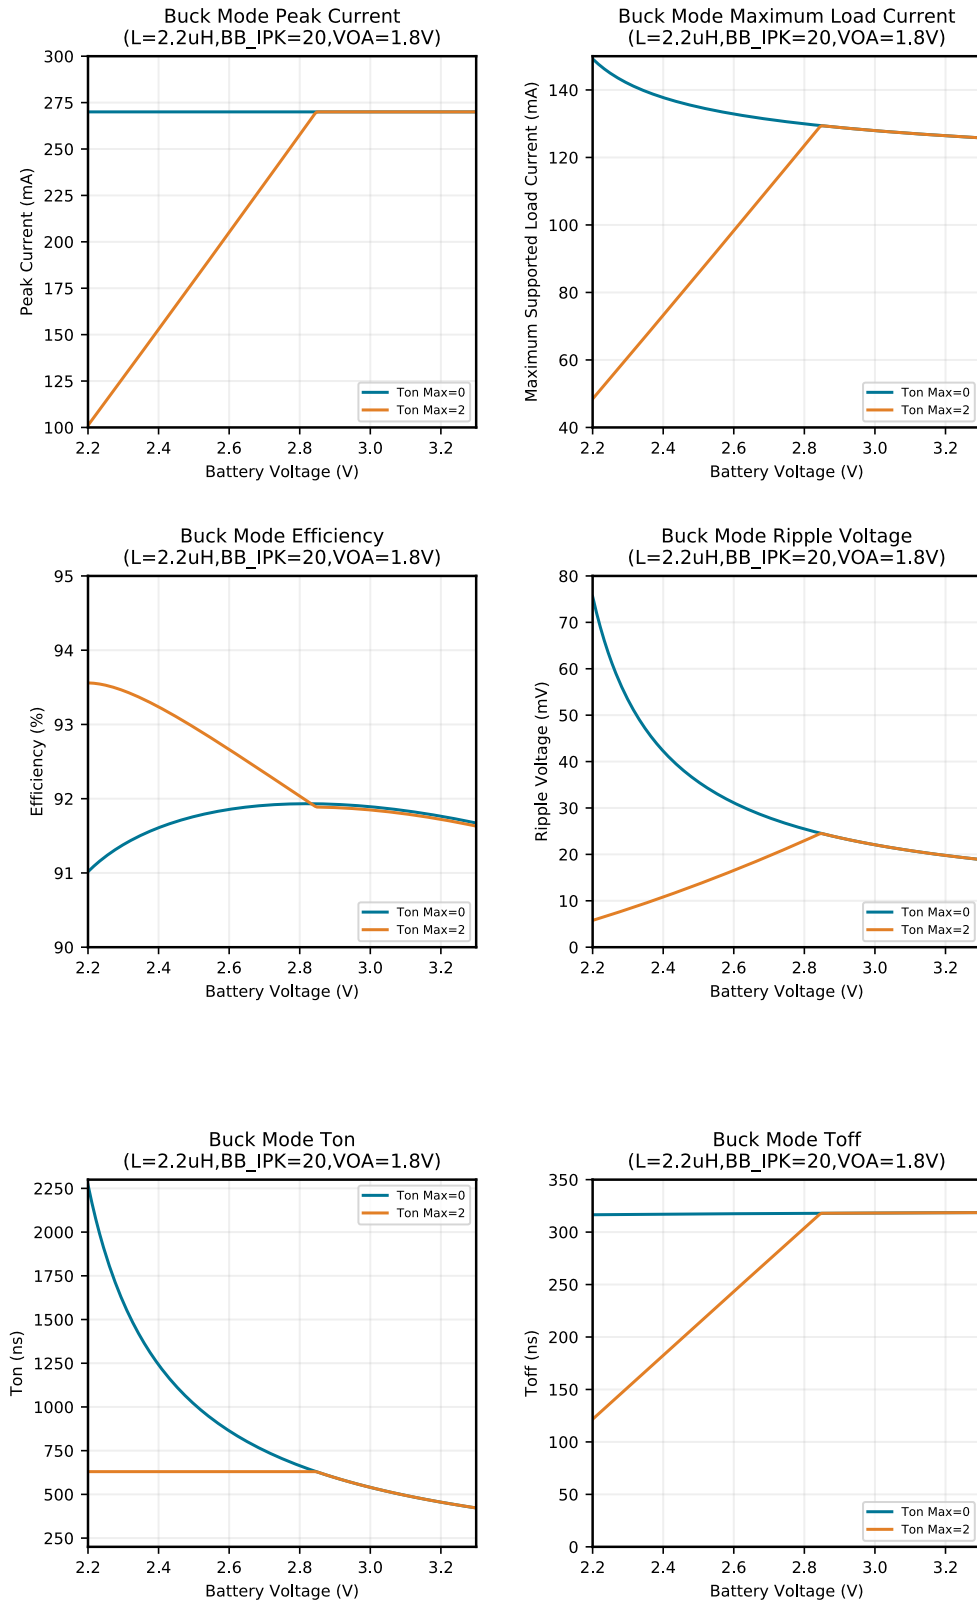 Buck Mode Peak Current
(L=2.2uH,BB_IPK=20,VOA=1.8V)
300
275
250
225
200
175
150
125
100
Peak Current (mA)
Ton Max=0
Ton Max=2
2.2 2.4 2.6 2.8 3.0 3.2
Battery Voltage (V)
Buck Mode Maximum Load Current
(L=2.2uH,BB_IPK=20,VOA=1.8V)
140
120
100
80
60
40
Maximum Supported Load Current (mA)
Ton Max=0
Ton Max=2
2.2 2.4 2.6 2.8 3.0 3.2
Battery Voltage (V)
Buck Mode Efficiency
(L=2.2uH,BB_IPK=20,VOA=1.8V)
95
94
93
92
91
90
Efficiency (%)
Ton Max=0
Ton Max=2
2.2 2.4 2.6 2.8 3.0 3.2
Battery Voltage (V)
Buck Mode Ripple Voltage
(L=2.2uH,BB_IPK=20,VOA=1.8V)
80
70
60
50
40
30
20
10
0
Ripple Voltage (mV)
Ton Max=0
Ton Max=2
2.2 2.4 2.6 2.8 3.0 3.2
Battery Voltage (V)
Buck Mode Ton
(L=2.2uH,BB_IPK=20,VOA=1.8V)
2250
2000
1750
1500
1250
1000
750
500
250
Ton (ns)
Ton Max=0
Ton Max=2
2.2 2.4 2.6 2.8 3.0 3.2
Battery Voltage (V)
Buck Mode Toff
(L=2.2uH,BB_IPK=20,VOA=1.8V)
350
300
250
200
150
100
50
0
Toff (ns)
Ton Max=0
Ton Max=2
2.2 2.4 2.6 2.8 3.0 3.2
Battery Voltage (V)